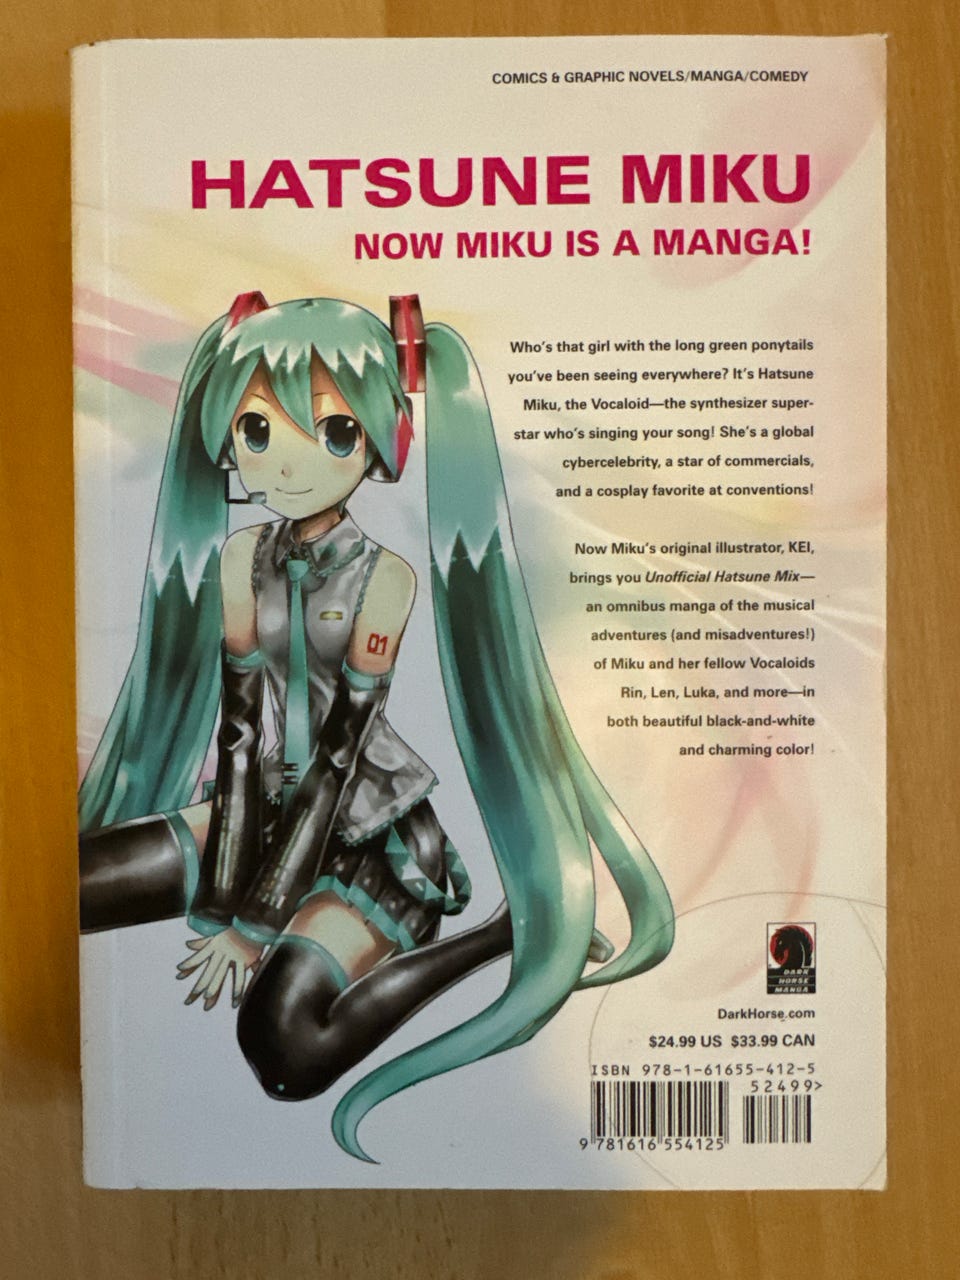 COMICS & GRAPHIC NOVELS/MANGA/COMEDY
HATSUNE MIKU
NOW MIKU IS A MANGA!
Who's that girl with the long green ponytails
you've been seeing everywhere? It's Hatsune
Miku, the Vocaloid—the synthesizer super-
star who's singing your song! She's a global
cybercelebrity, a star of commercials,
and a cosplay favorite at conventions!
Now Miku's original illustrator, KEI,
brings you Unofficial Hatsune Mix—
an omnibus manga of the musical
adventures (and misadventures!)
of Miku and her fellow Vocaloids
Rin, Len, Luka, and more—in
both beautiful black-and-white
and charming color!
01
DARK
HORSE
MANGA
DarkHorse.com
$24.99 US $33.99 CAN
ISBN 978-1-61655-412-5
52499>
9 781616 554125